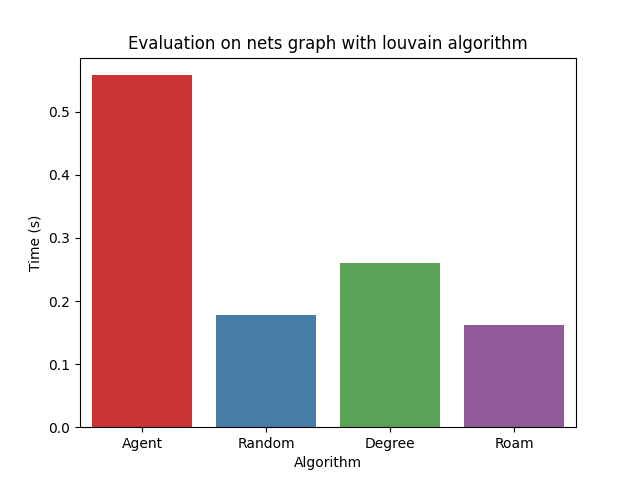 Evaluation on nets graph with louvain algorithm
Time (s)
0.5
0.4
0.3
0.2
0.1
0.0
Agent Random Degree Roam
Algorithm